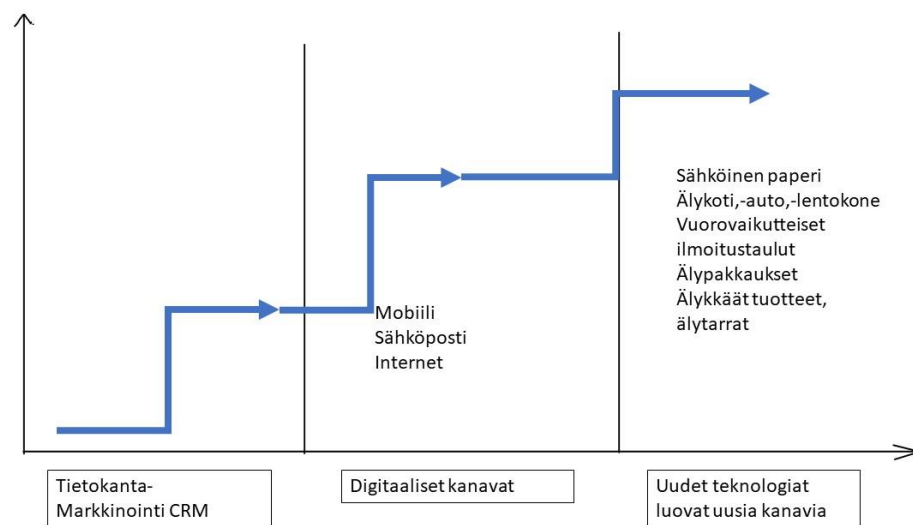 Sähköinen paperi
Älykoti,-auto,-lentokone
Vuorovaikutteiset
ilmoitustaulut
Älypakkaukset
Älykkäät tuotteet,
älytarrat
Mobiili
Sähköposti
Internet
Tietokanta-
Markkinointi CRM
Digitaaliset kanavat
Uudet teknologiat
luovat uusia kanavia